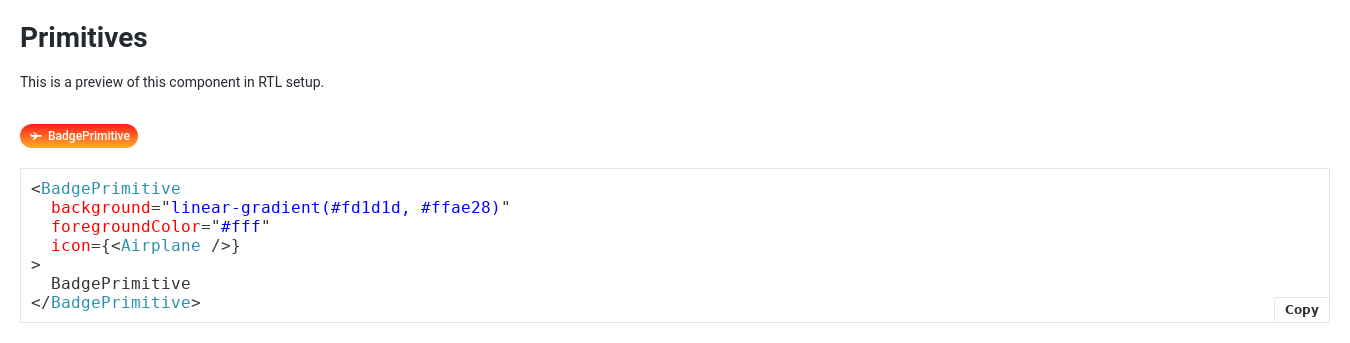 Primitives
This is a preview of this component in RTL setup.
BadgePrimitive
<BadgePrimitive
  background="linear-gradient(#fd1d1d, #ffae28)"
  foregroundColor="#fff"
  icon={<Airplane />}
>
  BadgePrimitive
</BadgePrimitive>
Copy